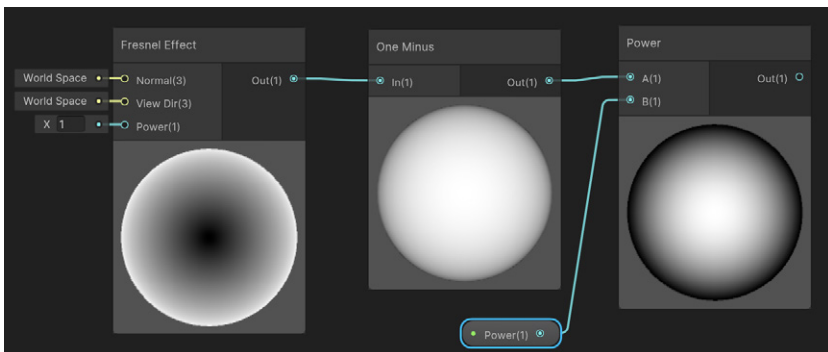 Fresnel Effect
World Space
Normal(3)
Out(1)
World Space
View Dir(3)
X 1
Power(1)
One Minus
In(1)
Out(1)
Power
A(1)
Out(1)
B(1)
Power(1)